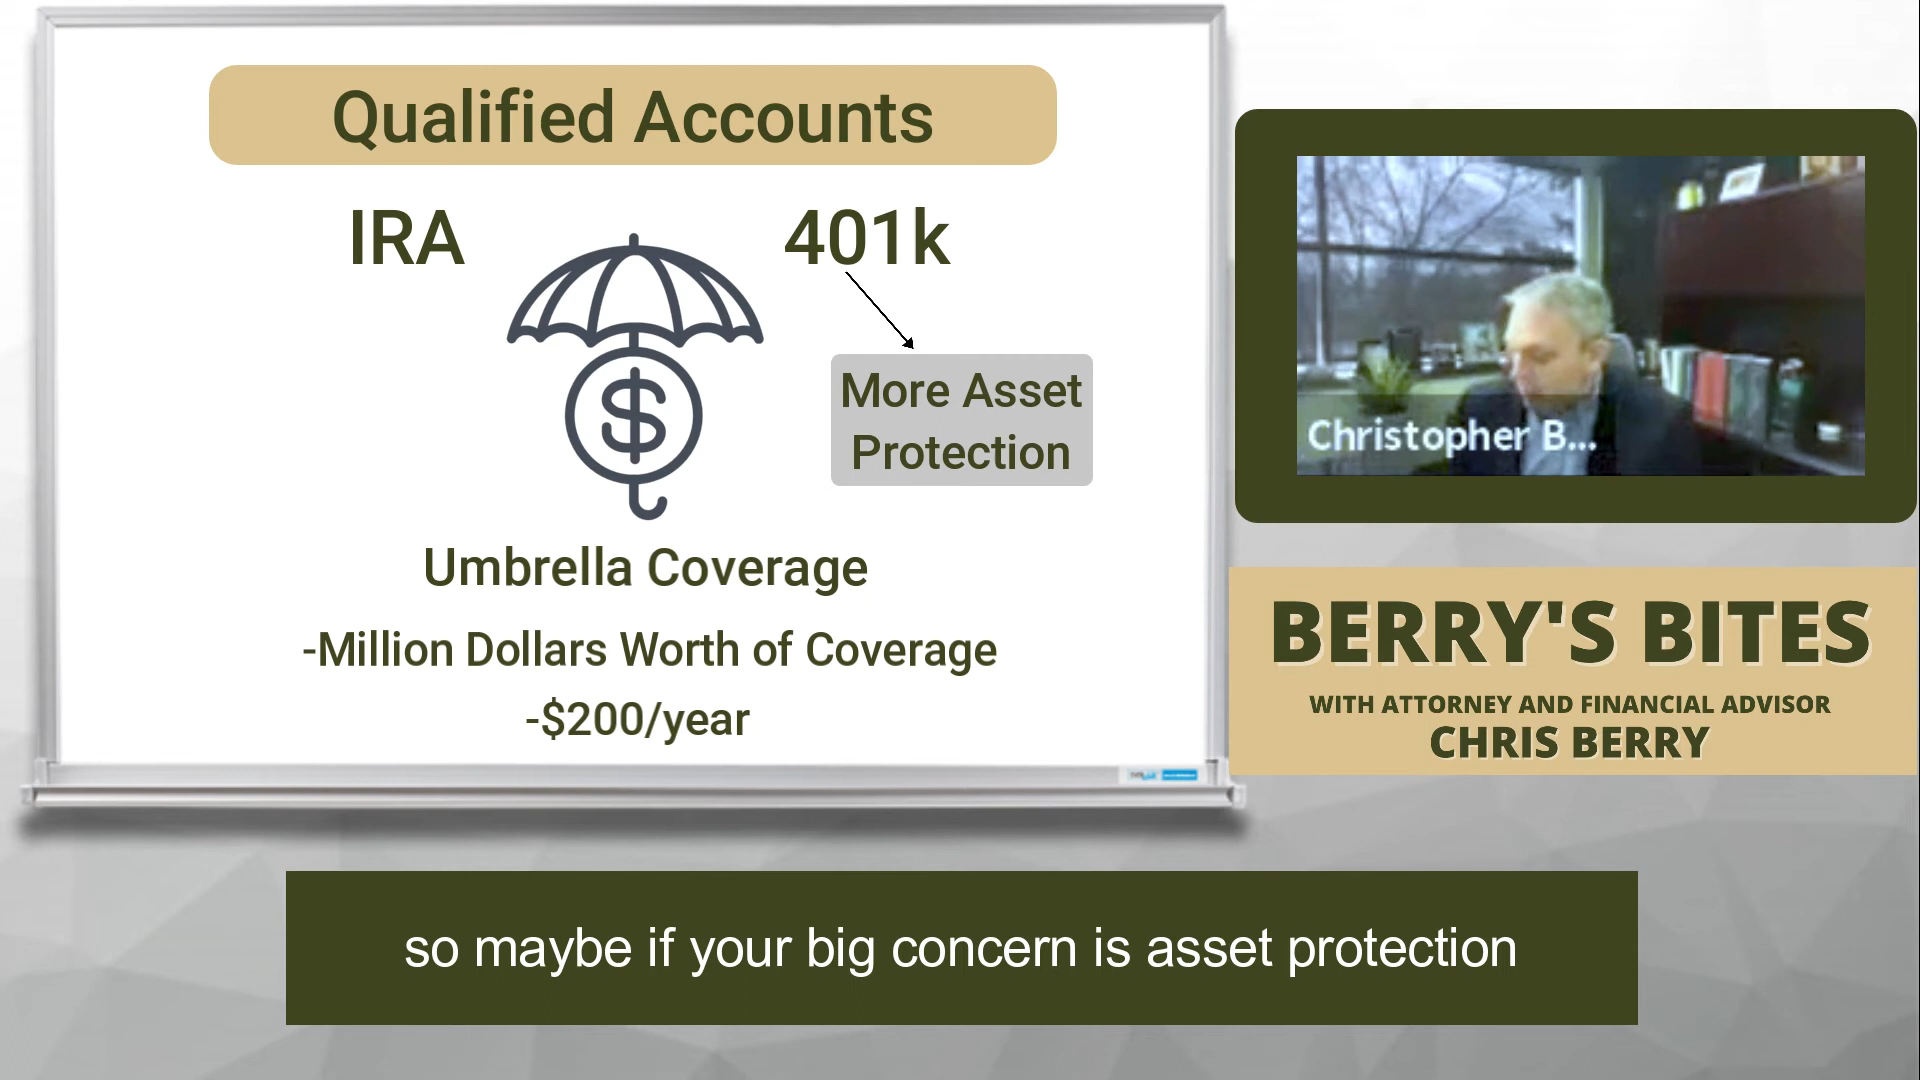 Qualified Accounts
IRA
401k
More Asset
Protection
Umbrella Coverage
-Million Dollars Worth of Coverage
-$200/year
Christopher B...
BERRY'S BITES
WITH ATTORNEY AND FINANCIAL ADVISOR
CHRIS BERRY
so maybe if your big concern is asset protection